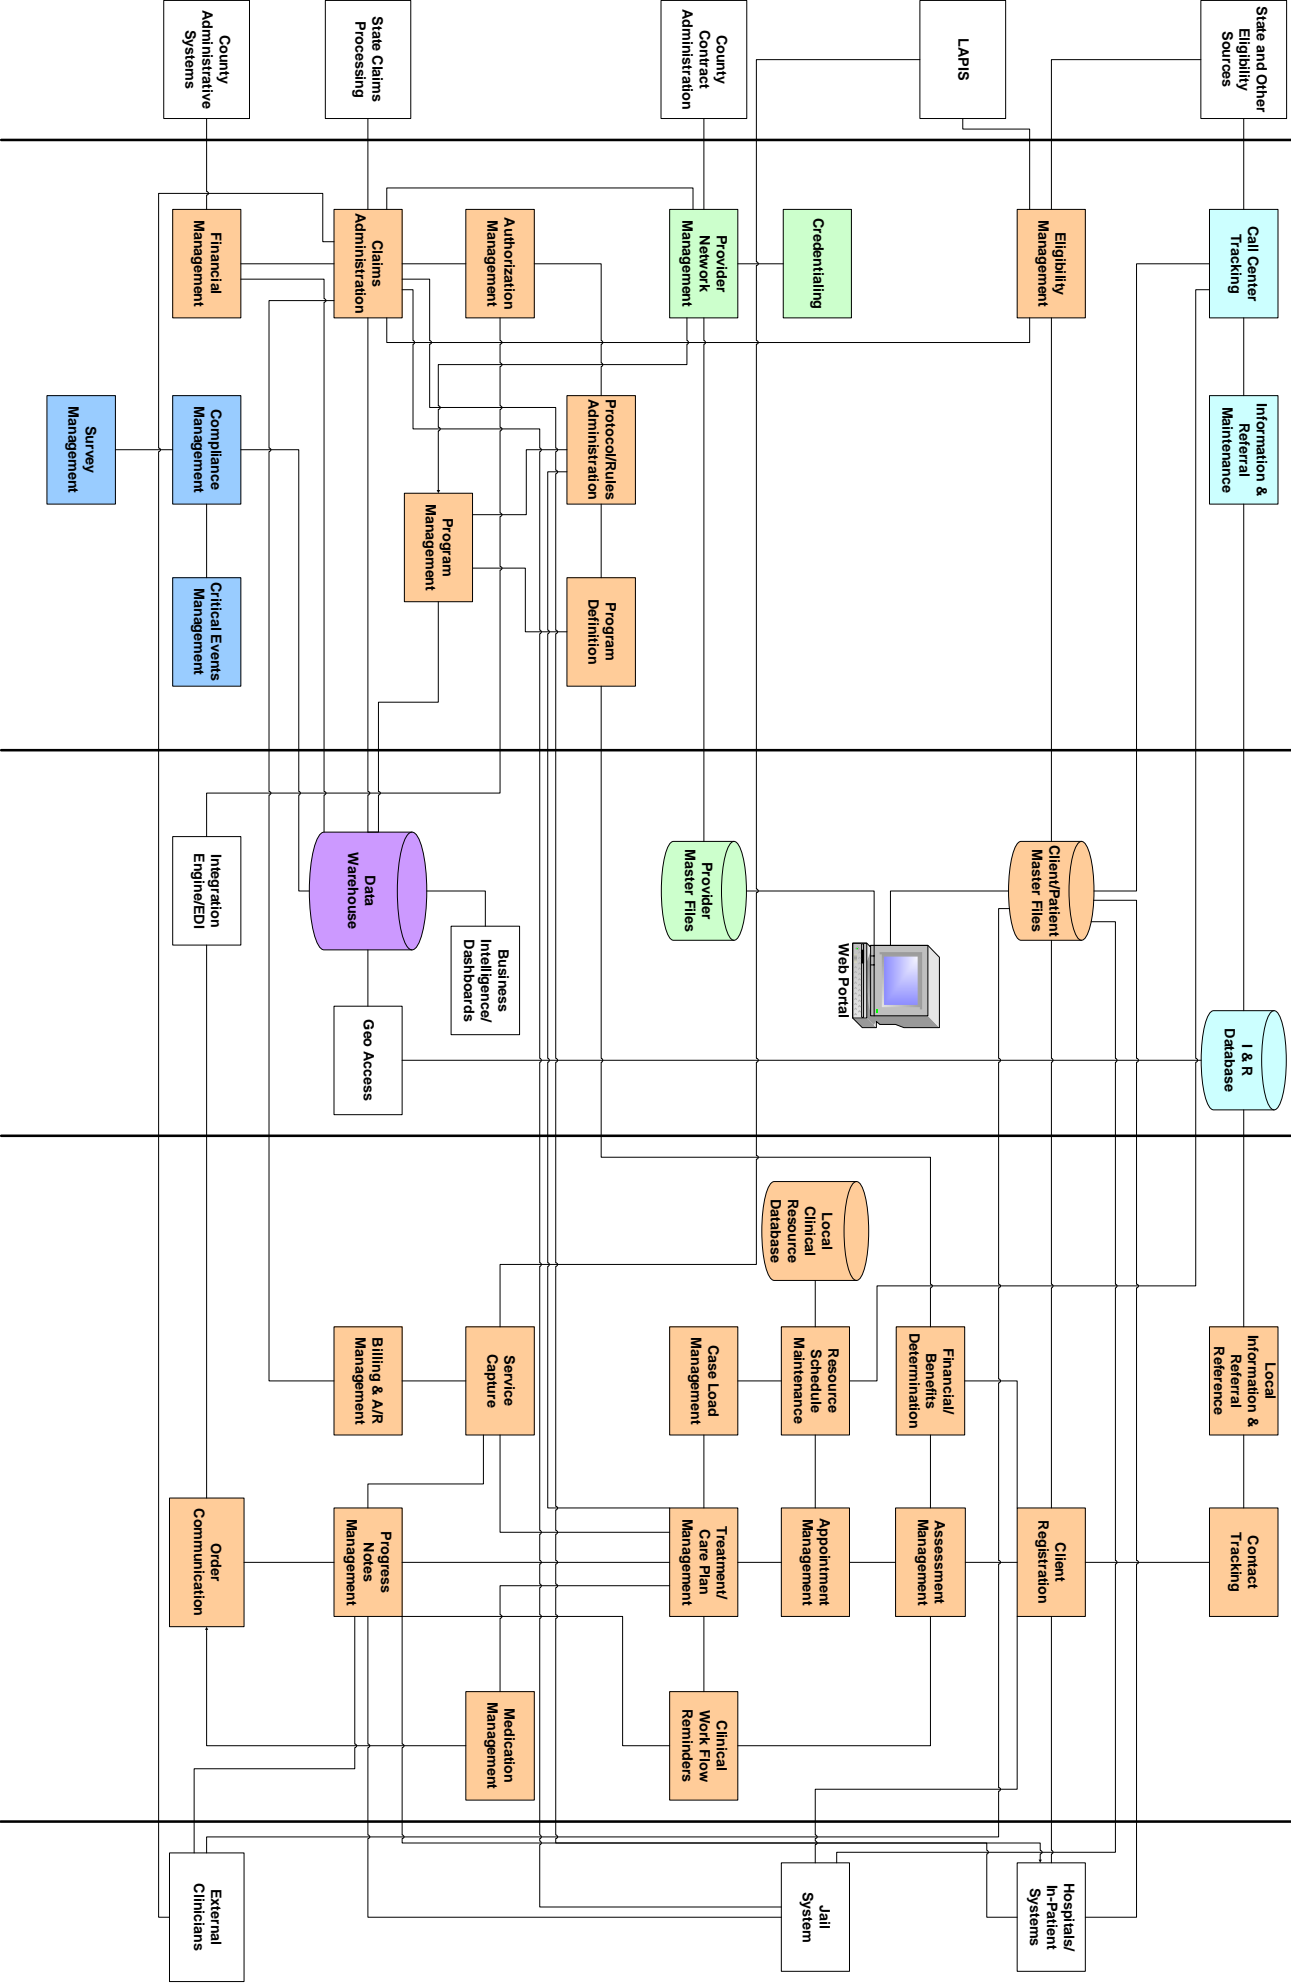 State and Other
Eligibility
Sources
LAPIS
County
Contract
Administration
State Claims
Processing
County
Administrative
Systems
Call Center
Tracking
Eligibility
Management
Credentialing
Provider
Network
Management
Authorization
Management
Claims
Administration
Financial
Management
Information &
Referral
Maintenance
Protocol/Rules
Administration
Program
Management
Compliance
Management
Survey
Management
Program
Definition
Critical Events
Management
I & R
Database
Client/Patient
Master Files
Web Portal
Provider
Master Files
Business
Intelligence/
Dashboards
Data
Warehouse
Geo Access
Integration
Engine/EDI
Local
Clinical
Resource
Database
Local
Information &
Referral
Reference
Financial/
Benefits
Determination
Resource
Schedule
Maintenance
Case Load
Management
Service
Capture
Billing & A/R
Management
Contact
Tracking
Client
Registration
Assessment
Management
Appointment
Management
Treatment/
Care Plan
Management
Progress
Notes
Management
Order
Communication
Clinical
Work Flow
Reminders
Medication
Management
Hospitals/
In-Patient
Systems
Jail
System
External
Clinicians